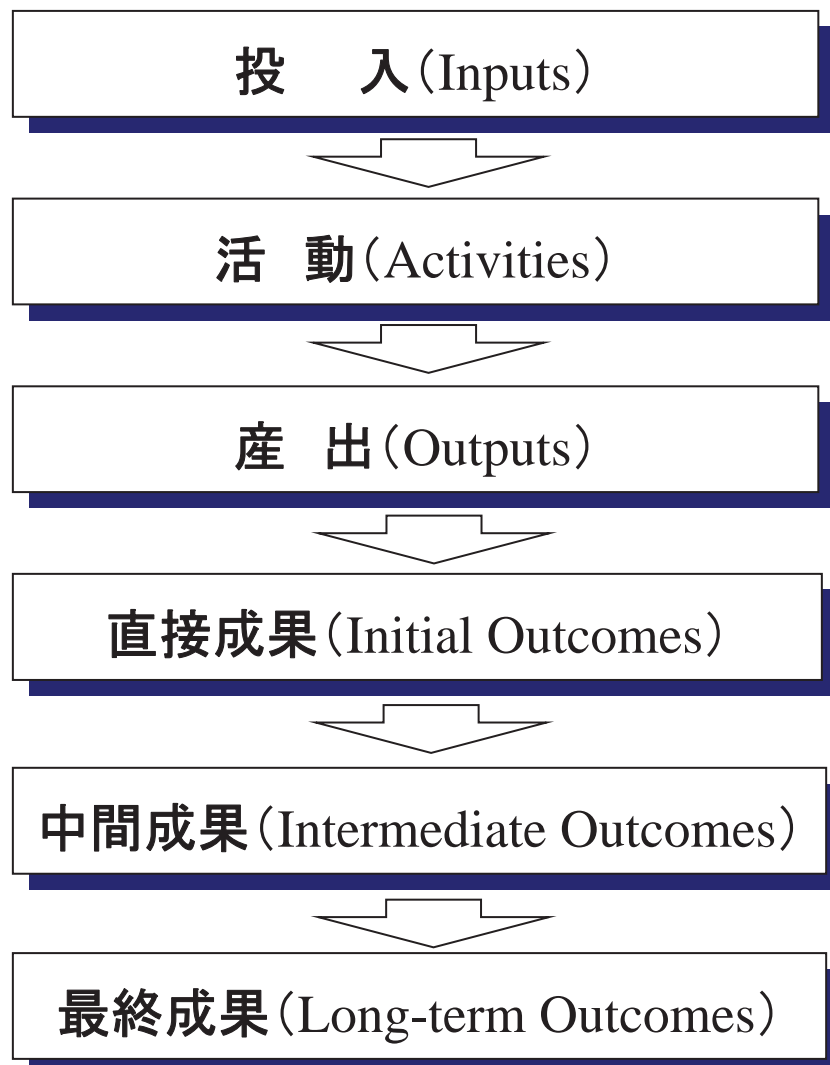 投 入（Inputs）
活 動（Activities）
産 出（Outputs）
直接成果（Initial Outcomes）
中間成果（Intermediate Outcomes）
最終成果（Long-term Outcomes）